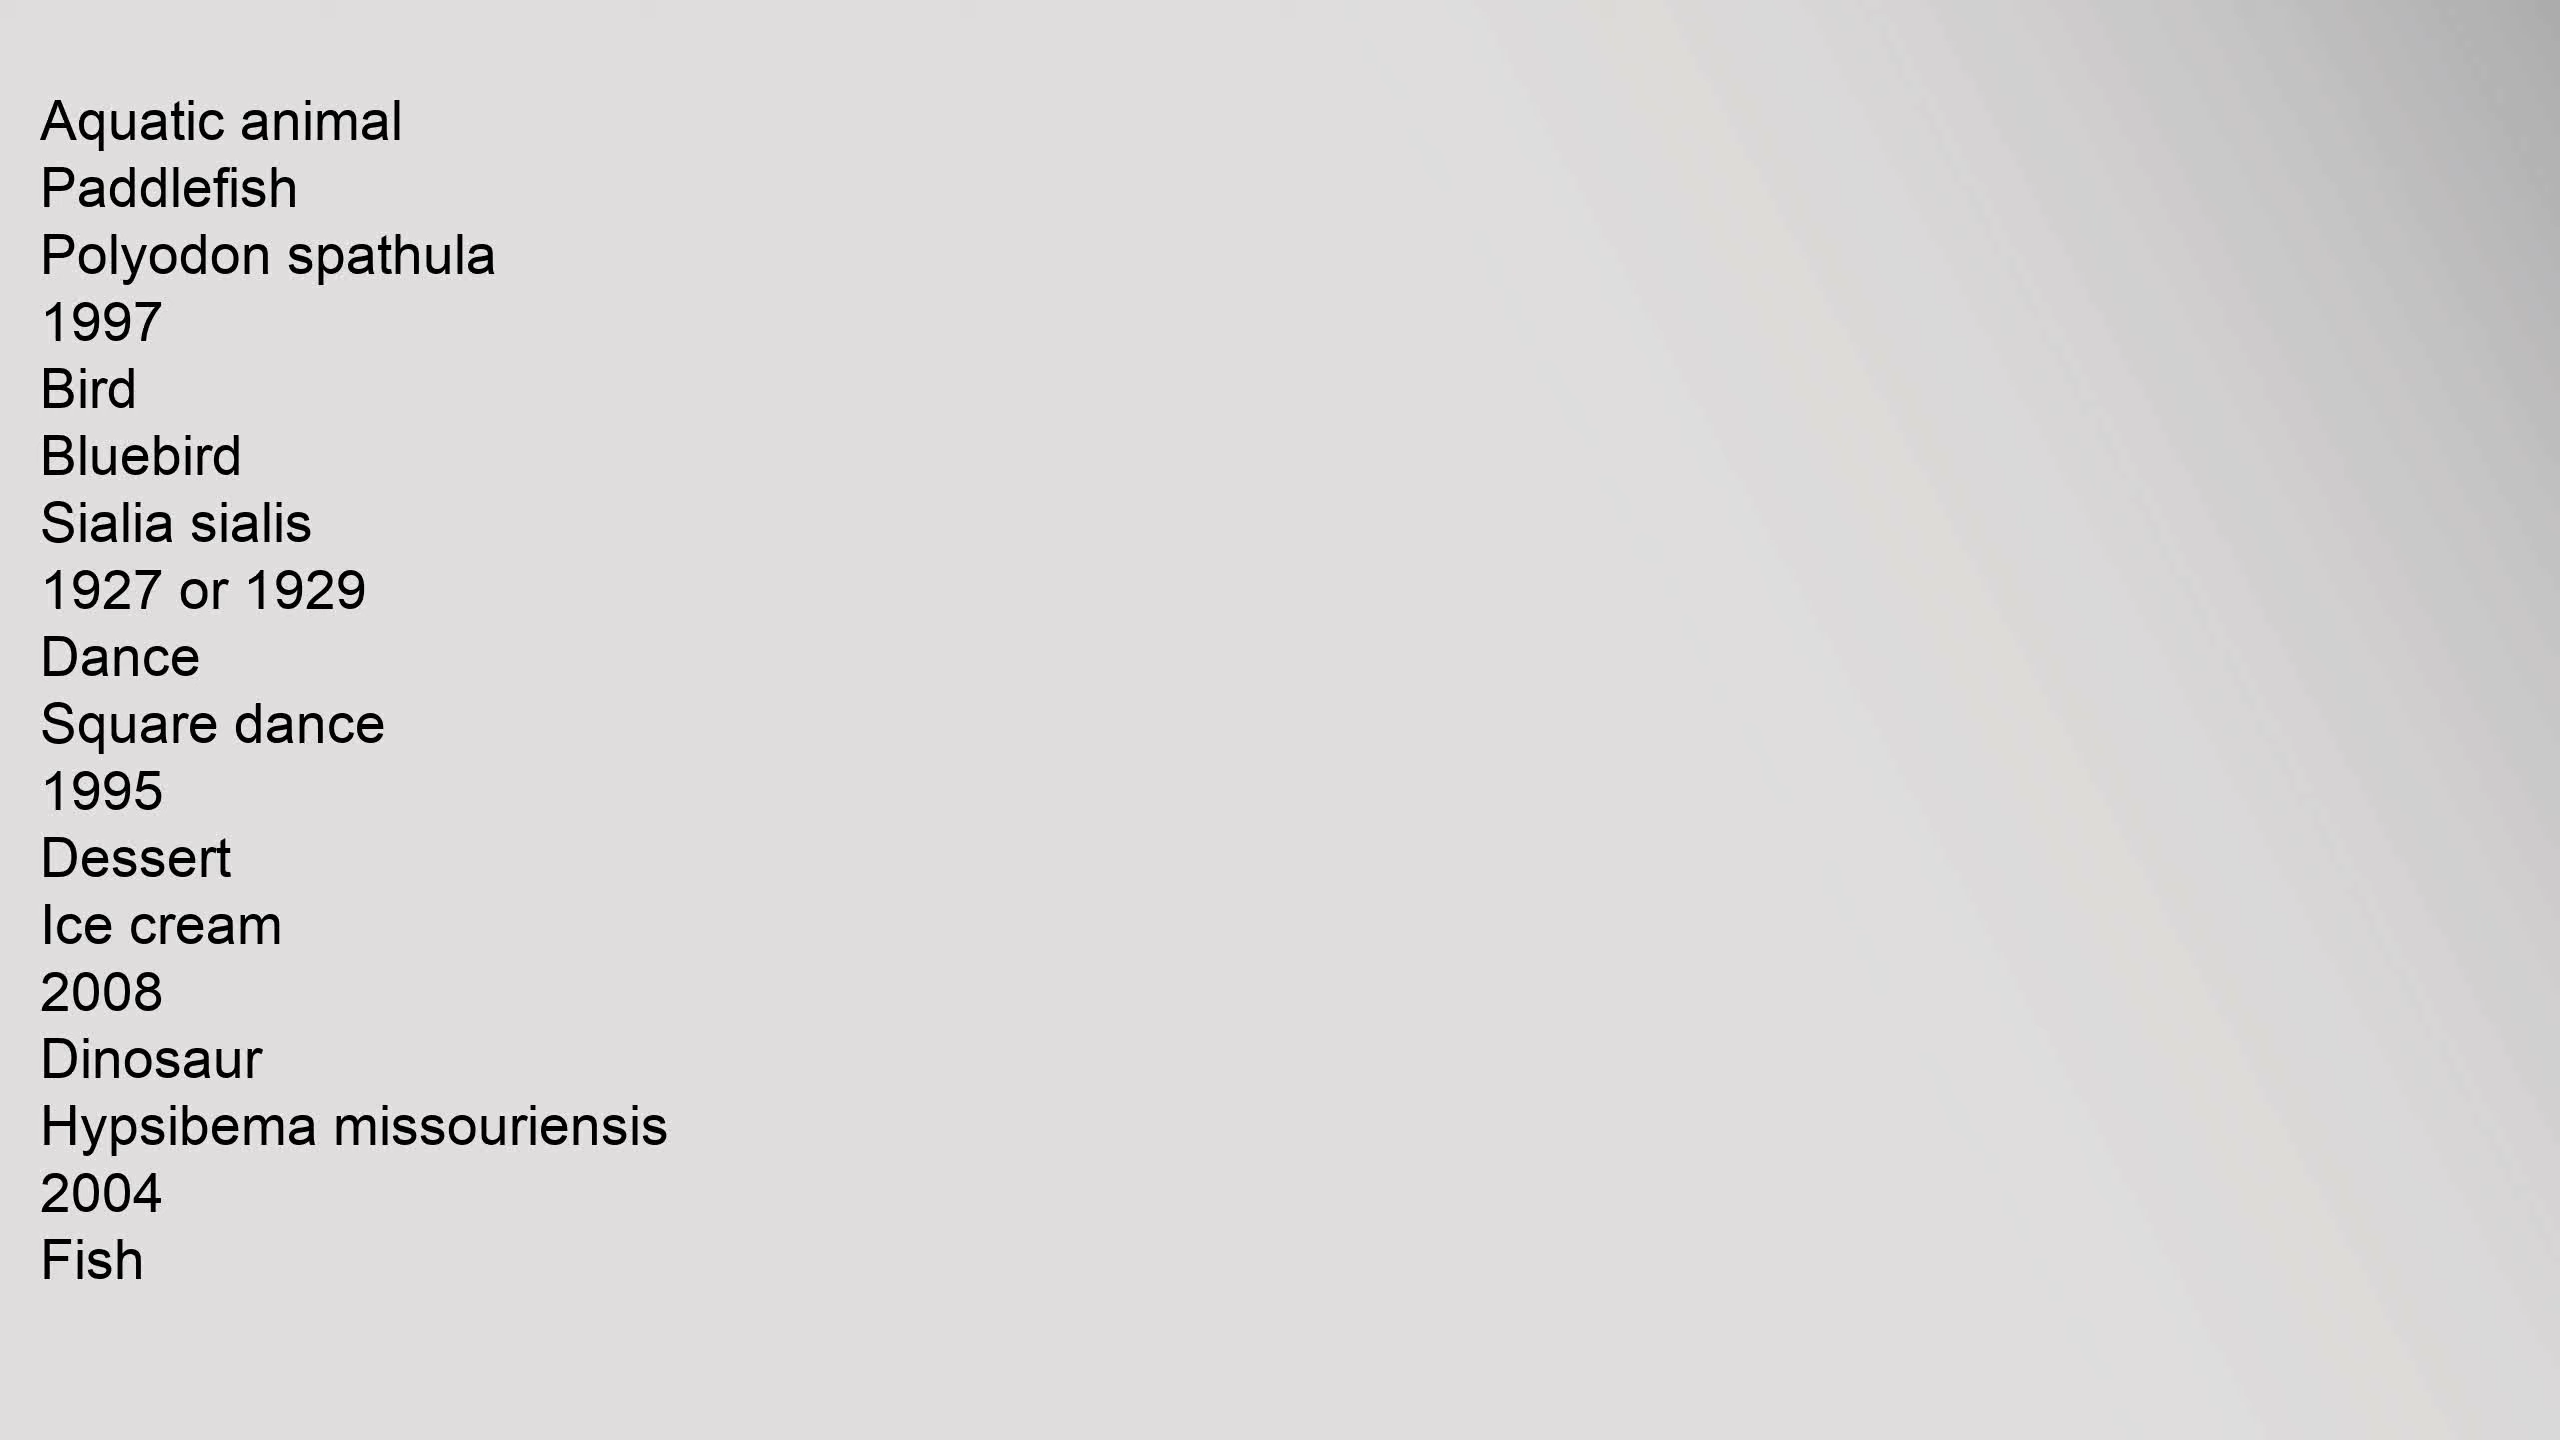 Aquatic animal
Paddlefish
Polyodon spathula
1997
Bird
Bluebird
Sialia sialis
1927 or 1929
Dance
Square dance
1995
Dessert
Ice cream
2008
Dinosaur
Hypsibema missouriensis
2004
Fish